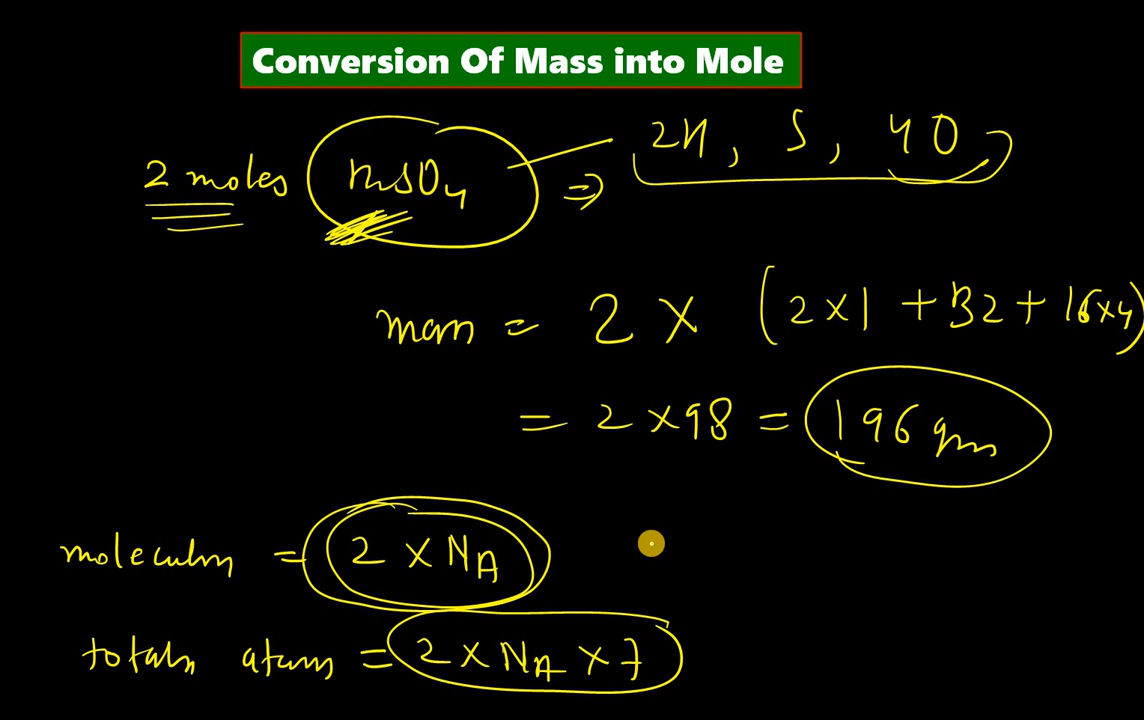 Conversion Of Mass into Mole
2 moles H2SO4 ⇒ 2H, S, 4O
mass = 2 × (2×1 + 32 + 16×4)
= 2 × 98 = 196 gm
molecules = 2 × NA
total atoms = 2 × NA × 7